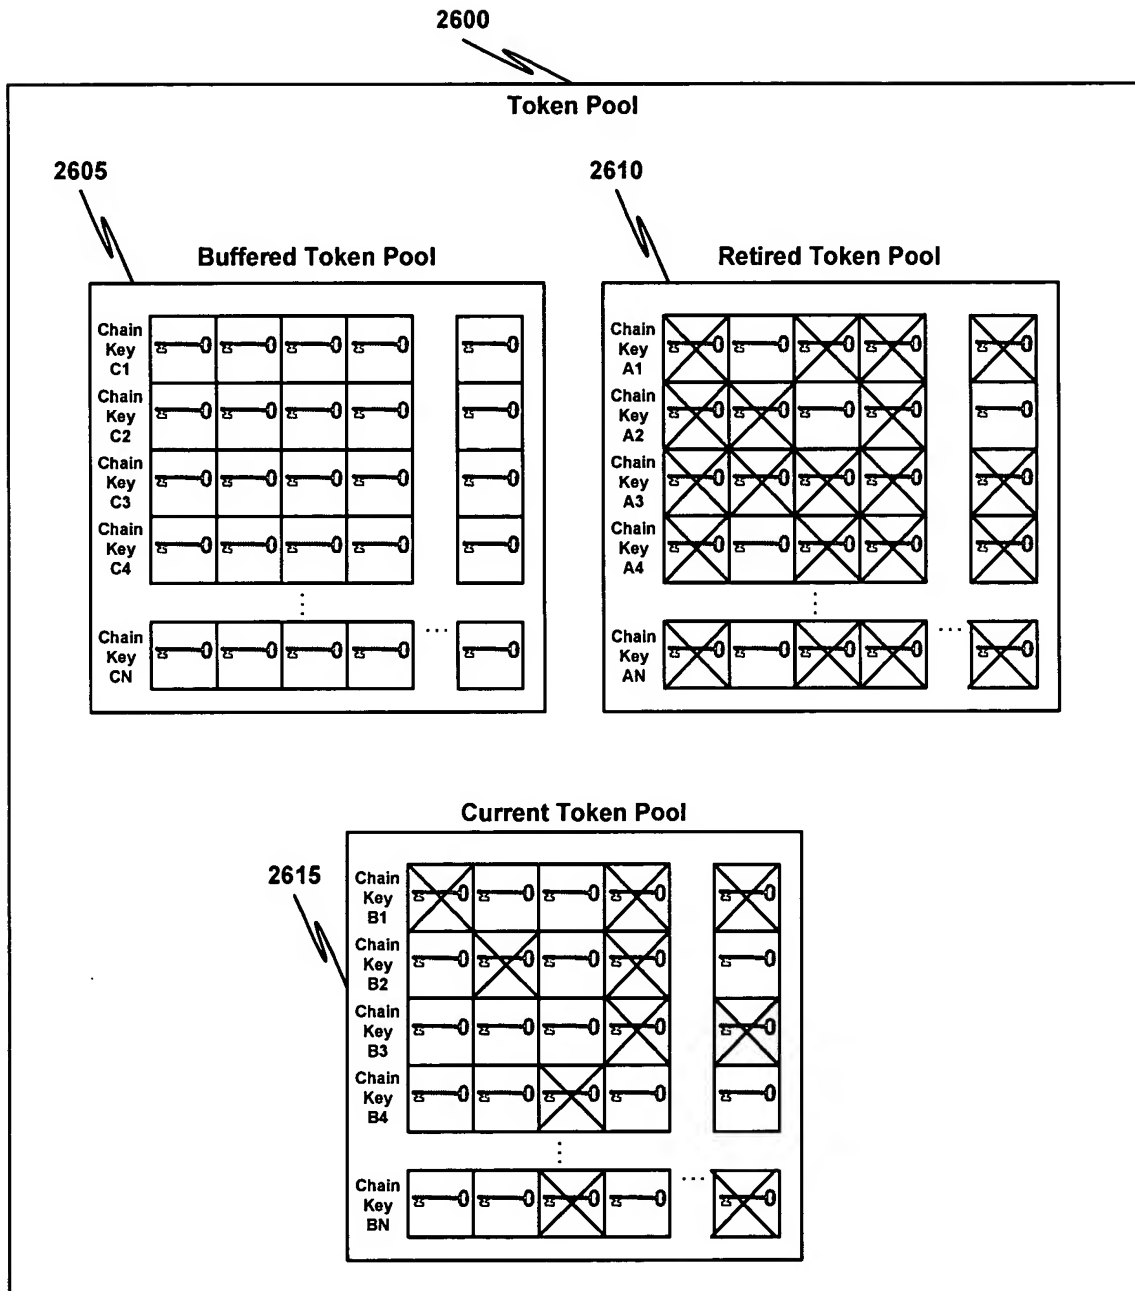 2600
Token Pool
2605
2610
Buffered Token Pool
Retired Token Pool
Chain
Key
C1
Chain
Key
C2
Chain
Key
C3
Chain
Key
C4
...
Chain
Key
CN
...
Chain
Key
A1
Chain
Key
A2
Chain
Key
A3
Chain
Key
A4
...
Chain
Key
AN
...
Current Token Pool
2615
Chain
Key
B1
Chain
Key
B2
Chain
Key
B3
Chain
Key
B4
...
Chain
Key
BN
...